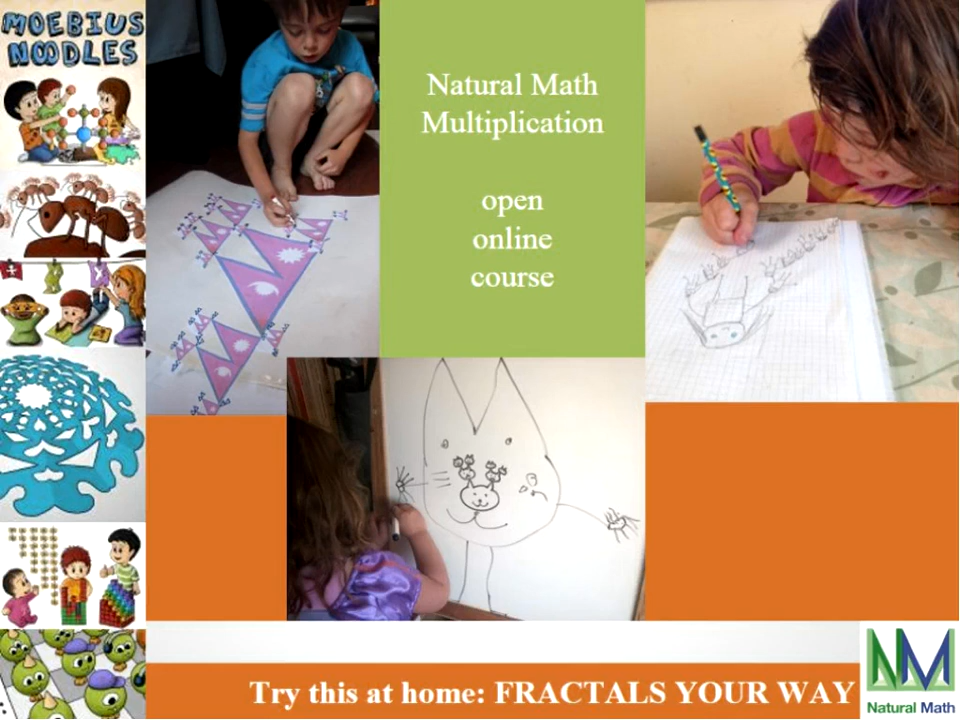 MOEBIUS
NOODLES
Natural Math
Multiplication
open
online
course
Try this at home: FRACTALS YOUR WAY
NM
Natural Math